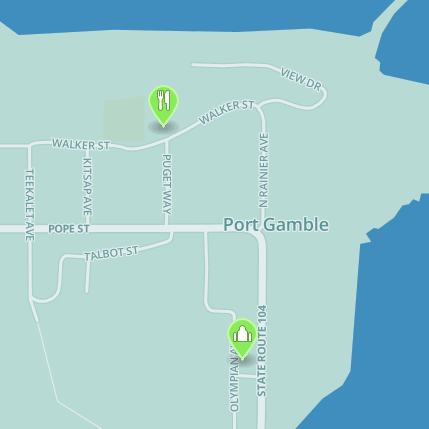 VIEW DR
WALKER ST
WALKER ST
KITSAP AVE
PUGET WAY
N RAINIER AVE
TEEKALET AVE
POPE ST
Port Gamble
TALBOT ST
STATE ROUTE 104
OLYMPIAN A